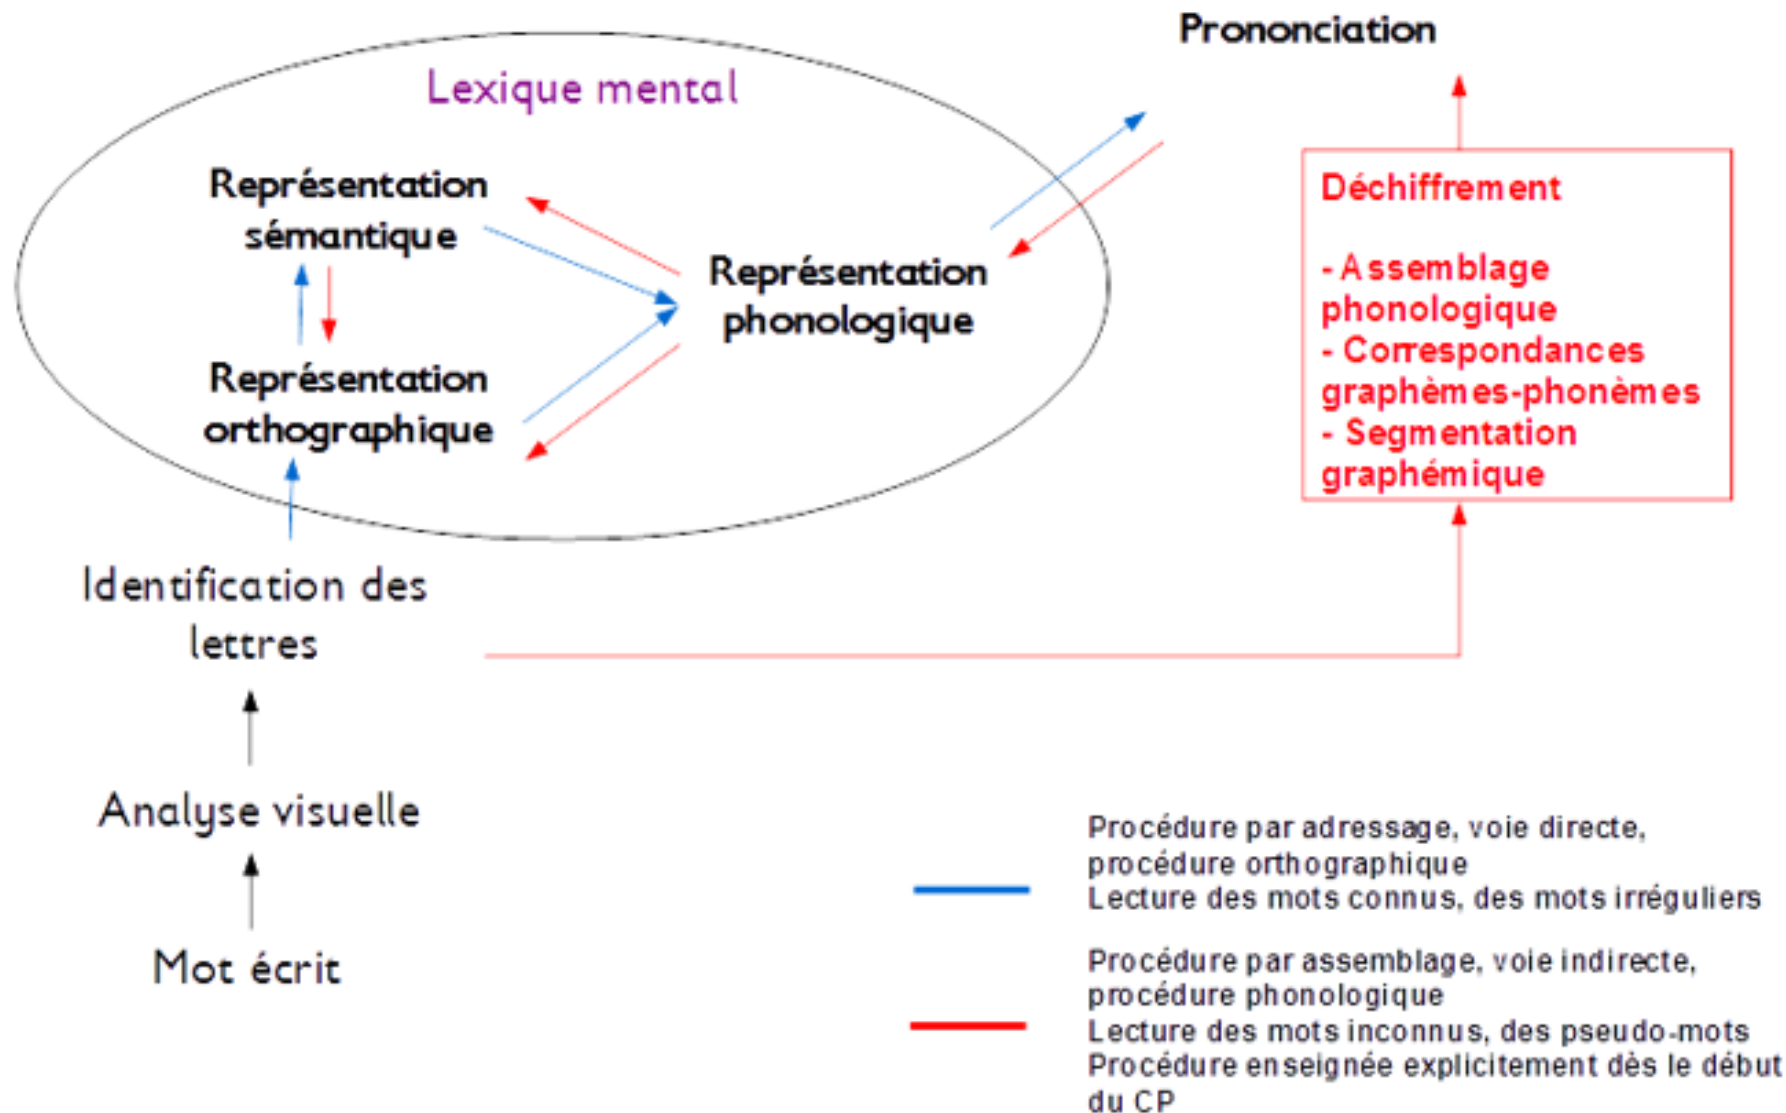 Prononciation
Lexique mental
Représentation
sémantique
Représentation
phonologique
Représentation
orthographique
Déchiffrement
- Assemblage
phonologique
- Correspondances
graphèmes-phonèmes
- Segmentation
graphémique
Identification des
lettres
Analyse visuelle
Mot écrit
Procédure par adressage, voie directe,
procédure orthographique
Lecture des mots connus, des mots irréguliers
Procédure par assemblage, voie indirecte,
procédure phonologique
Lecture des mots inconnus, des pseudo-mots
Procédure enseignée explicitement dès le début
du CP